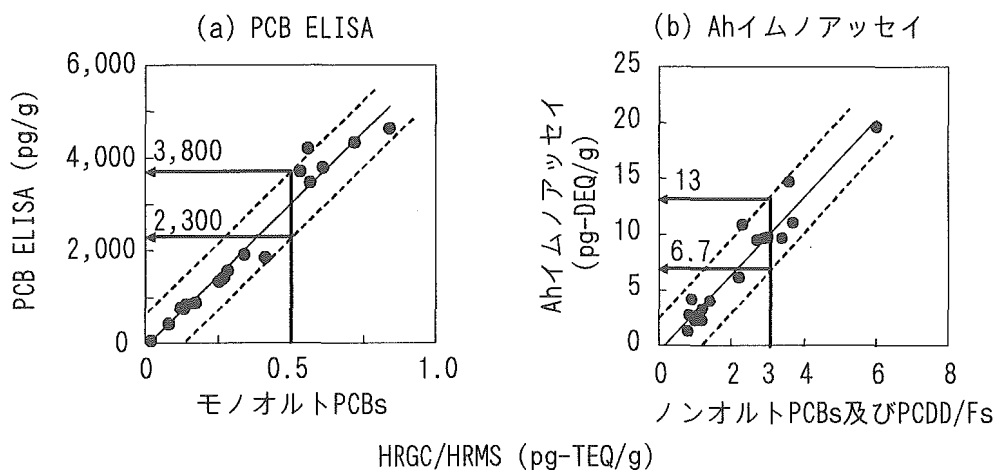 (a) PCB ELISA
PCB ELISA (pg/g)
6,000
4,000
3,800
2,300
2,000
0
0 0.5 1.0
モノオルトPCBs
(b) Ahイムノアッセイ
Ahイムノアッセイ
(pg-DEQ/g)
25
20
15
13
10
6.7
5
0
0 2 3 4 6 8
ノンオルトPCBs及びPCDD/Fs
HRGC/HRMS (pg-TEQ/g)